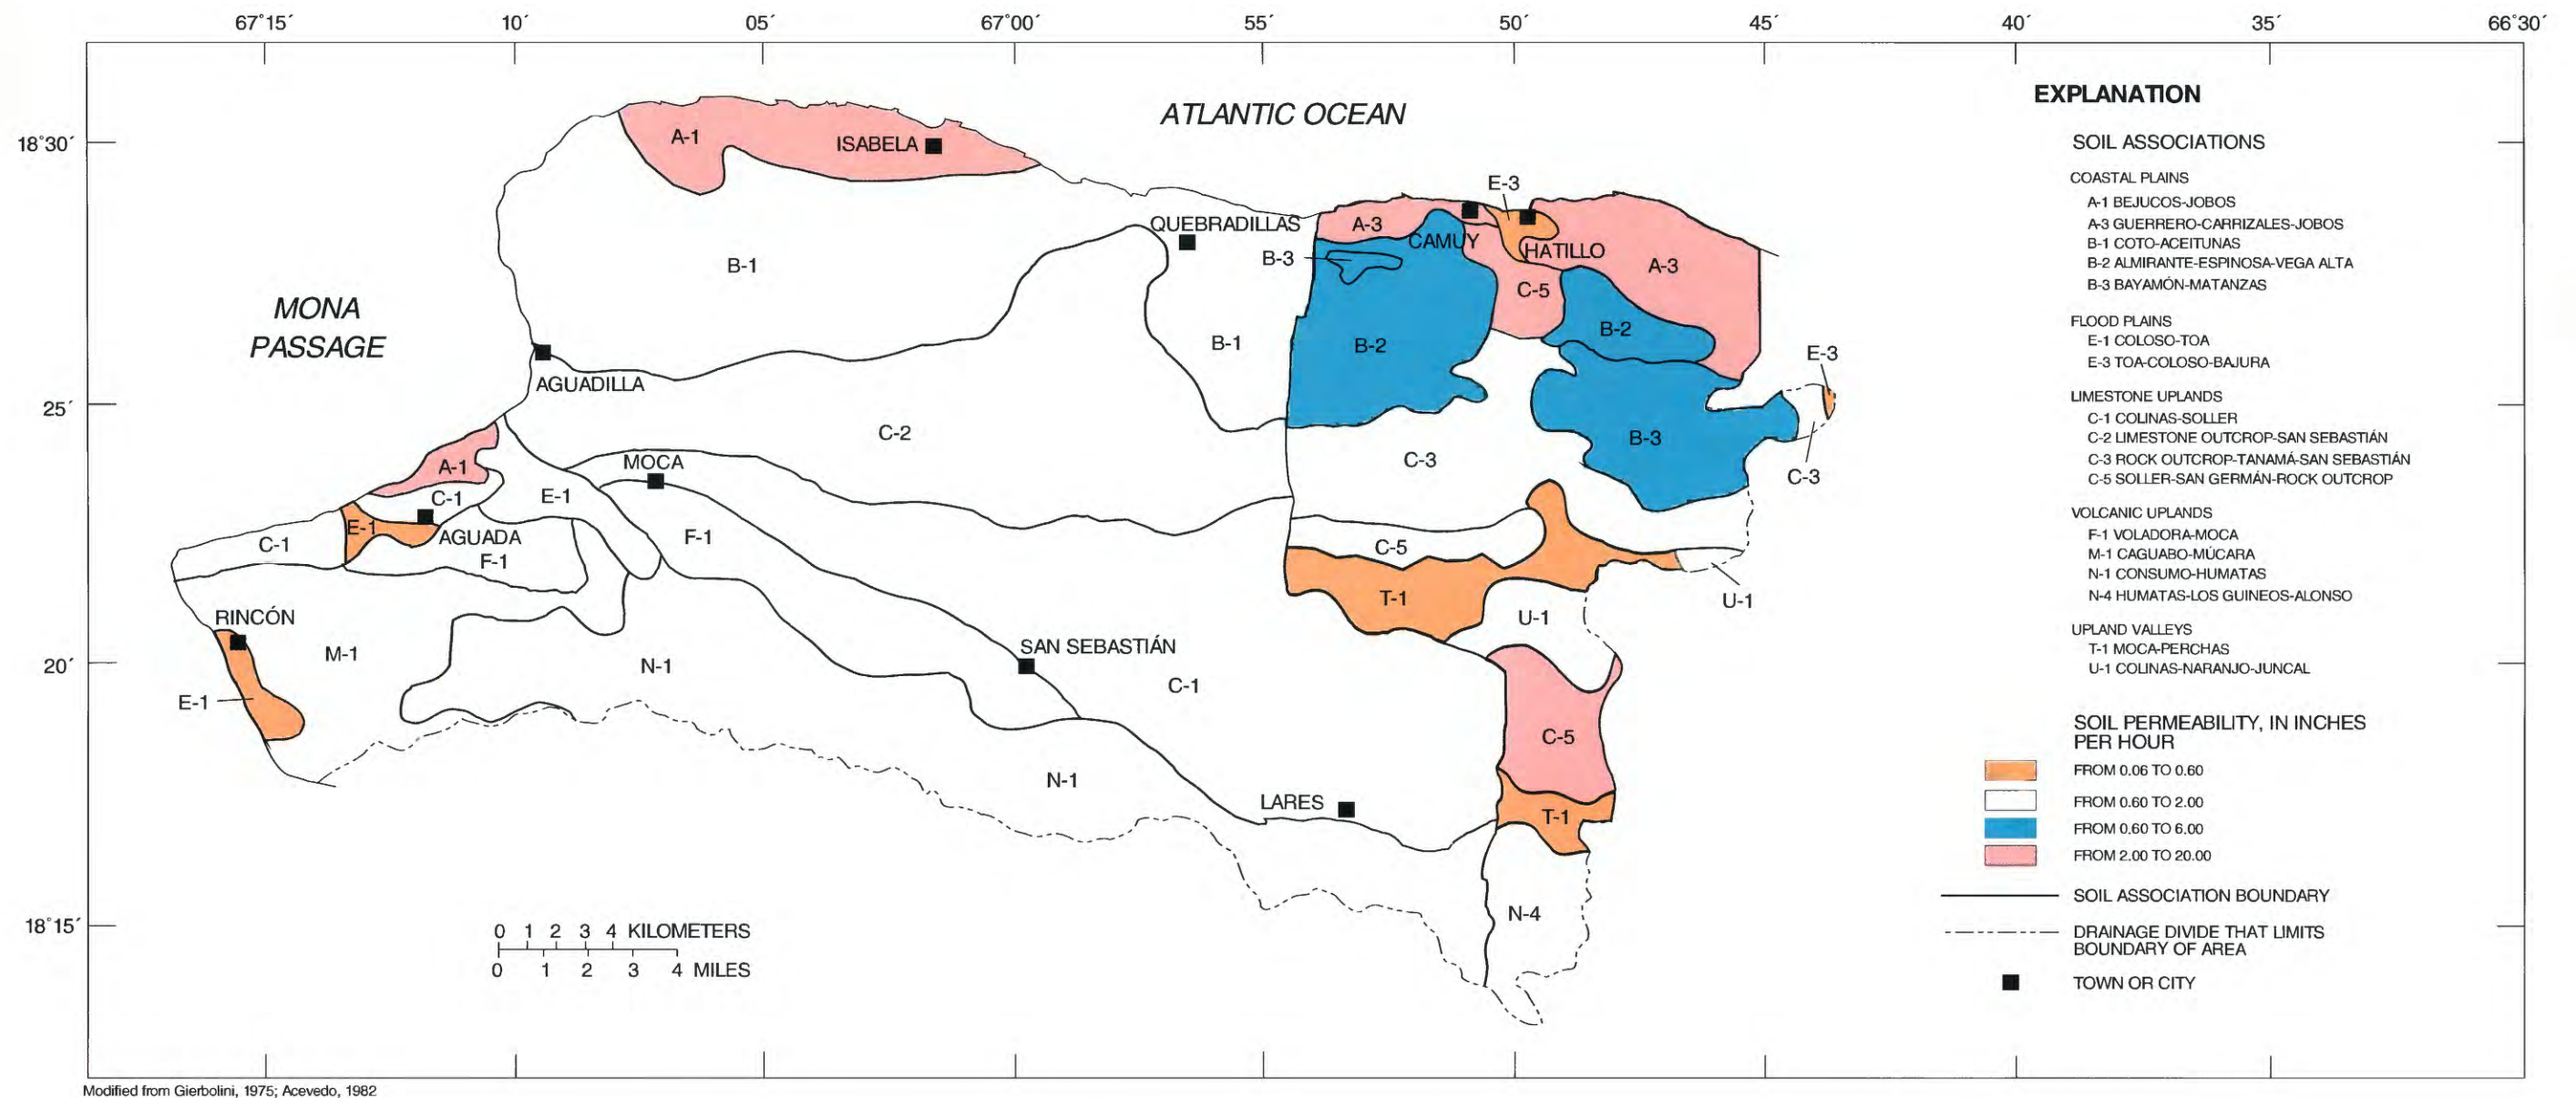 67°15´ 10´ 05´ 67°00´ 55´ 50´ 45´ 40´ 35´ 66°30´
18°30´
25´
20´
18°15´
ATLANTIC OCEAN
MONA
PASSAGE
A-1
ISABELA
B-1
QUEBRADILLAS
B-3
B-1
AGUADILLA
C-2
A-1
C-1
MOCA
E-1
E-1
AGUADA
C-1
F-1
F-1
RINCÓN
M-1
E-1
N-1
SAN SEBASTIÁN
C-1
N-1
LARES
E-3
A-3
CAMUY
HATILLO
A-3
C-5
B-2
B-2
E-3
B-3
C-3
C-3
C-5
T-1
U-1
U-1
C-5
T-1
N-4
0 1 2 3 4 KILOMETERS
0 1 2 3 4 MILES
EXPLANATION
SOIL ASSOCIATIONS
COASTAL PLAINS
A-1 BEJUCOS-JOBOS
A-3 GUERRERO-CARRIZALES-JOBOS
B-1 COTO-ACEITUNAS
B-2 ALMIRANTE-ESPINOSA-VEGA ALTA
B-3 BAYAMÓN-MATANZAS
FLOOD PLAINS
E-1 COLOSO-TOA
E-3 TOA-COLOSO-BAJURA
LIMESTONE UPLANDS
C-1 COLINAS-SOLLER
C-2 LIMESTONE OUTCROP-SAN SEBASTIÁN
C-3 ROCK OUTCROP-TANAMÁ-SAN SEBASTIÁN
C-5 SOLLER-SAN GERMÁN-ROCK OUTCROP
VOLCANIC UPLANDS
F-1 VOLADORA-MOCA
M-1 CAGUABO-MÚCARA
N-1 CONSUMO-HUMATAS
N-4 HUMATAS-LOS GUINEOS-ALONSO
UPLAND VALLEYS
T-1 MOCA-PERCHAS
U-1 COLINAS-NARANJO-JUNCAL
SOIL PERMEABILITY, IN INCHES
PER HOUR
FROM 0.06 TO 0.60
FROM 0.60 TO 2.00
FROM 0.60 TO 6.00
FROM 2.00 TO 20.00
SOIL ASSOCIATION BOUNDARY
DRAINAGE DIVIDE THAT LIMITS
BOUNDARY OF AREA
TOWN OR CITY
Modified from Gierbolini, 1975; Acevedo, 1982